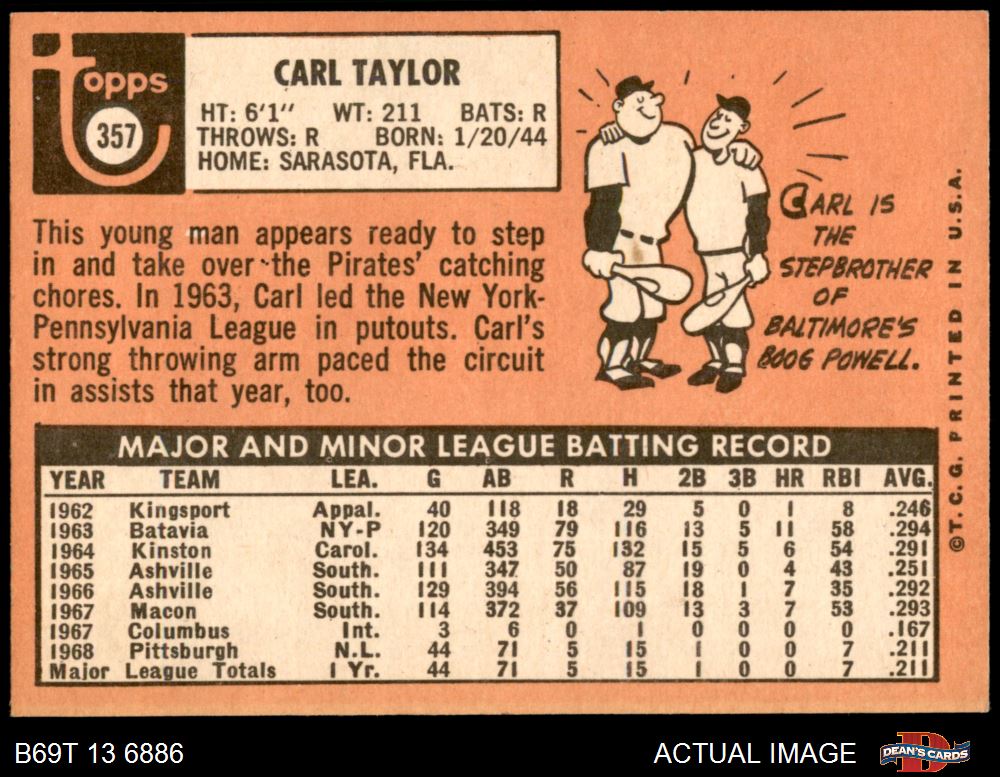 Topps
357
CARL TAYLOR
HT: 6'1" WT: 211 BATS: R
THROWS: R BORN: 1/20/44
HOME: SARASOTA, FLA.
This young man appears ready to step
in and take over the Pirates' catching
chores. In 1963, Carl led the New York-
Pennsylvania League in putouts. Carl's
strong throwing arm paced the circuit
in assists that year, too.
CARL IS
THE
STEPBROTHER
OF
BALTIMORE'S
BOOG POWELL.
©T.C.G. PRINTED IN U.S.A.
MAJOR AND MINOR LEAGUE BATTING RECORD
YEAR TEAM LEA. G AB R H 2B 3B HR RBI AVG.
1962 Kingsport Appal. 40 118 18 29 5 0 1 8 .246
1963 Batavia NY-P 120 349 79 116 13 5 11 58 .294
1964 Kinston Carol. 134 453 75 132 15 5 6 54 .291
1965 Ashville South. 111 347 50 87 19 0 4 43 .251
1966 Ashville South. 129 394 56 115 18 1 7 35 .292
1967 Macon South. 114 372 37 109 13 3 7 53 .293
1967 Columbus Int. 3 6 0 1 0 0 0 0 .167
1968 Pittsburgh N.L. 44 71 5 15 1 0 0 7 .211
Major League Totals 1 Yr. 44 71 5 15 1 0 0 7 .211
B69T 13 6886
ACTUAL IMAGE
DEAN'S CARDS